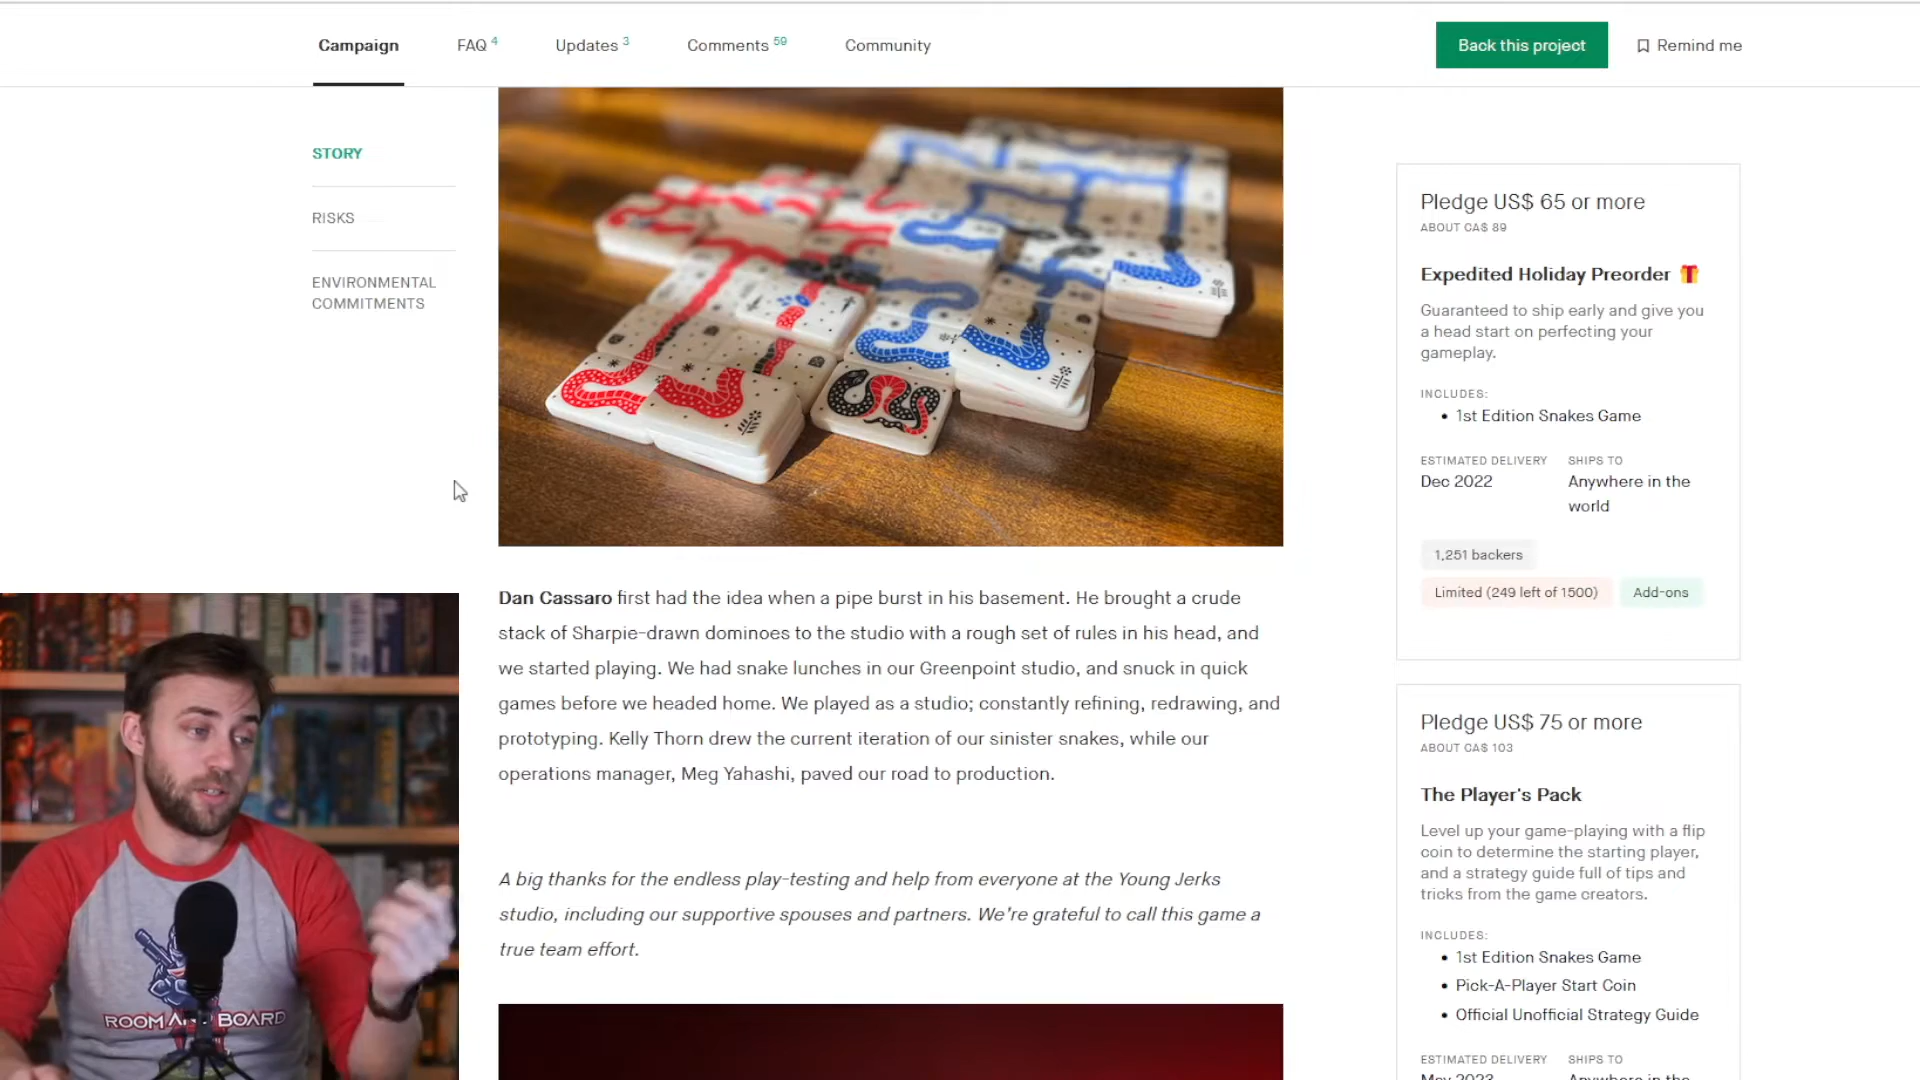 Campaign
FAQ 4
Updates 3
Comments 59
Community
Back this project
Remind me
STORY
RISKS
ENVIRONMENTAL
COMMITMENTS
Dan Cassaro first had the idea when a pipe burst in his basement. He brought a crude
stack of Sharpie-drawn dominoes to the studio with a rough set of rules in his head, and
we started playing. We had snake lunches in our Greenpoint studio, and snuck in quick
games before we headed home. We played as a studio; constantly refining, redrawing, and
prototyping. Kelly Thorn drew the current iteration of our sinister snakes, while our
operations manager, Meg Yahashi, paved our road to production.
A big thanks for the endless play-testing and help from everyone at the Young Jerks
studio, including our supportive spouses and partners. We're grateful to call this game a
true team effort.
Pledge US$ 65 or more
ABOUT CA$ 89
Expedited Holiday Preorder
Guaranteed to ship early and give you
a head start on perfecting your
gameplay.
INCLUDES:
• 1st Edition Snakes Game
ESTIMATED DELIVERY
Dec 2022
SHIPS TO
Anywhere in the
world
1,251 backers
Limited (249 left of 1500)
Add-ons
Pledge US$ 75 or more
ABOUT CA$ 103
The Player's Pack
Level up your game-playing with a flip
coin to determine the starting player,
and a strategy guide full of tips and
tricks from the game creators.
INCLUDES:
• 1st Edition Snakes Game
• Pick-A-Player Start Coin
• Official Unofficial Strategy Guide
ESTIMATED DELIVERY
May 2023
SHIPS TO
Anywhere in the
ROOM AND BOARD